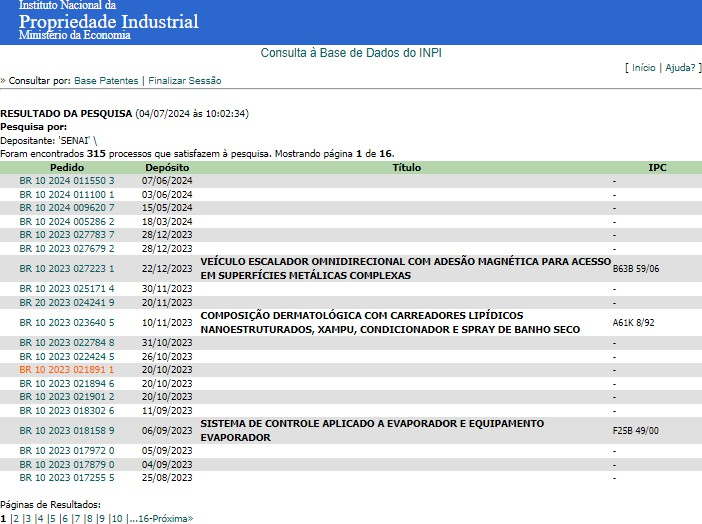 Instituto Nacional da
Propriedade Industrial
Ministério da Economia
Consulta à Base de Dados do INPI
[ Início | Ajuda? ]
» Consultar por: Base Patentes | Finalizar Sessão
RESULTADO DA PESQUISA (04/07/2024 às 10:02:34)
Pesquisa por:
Depositante: 'SENAI' \
Foram encontrados 315 processos que satisfazem à pesquisa. Mostrando página 1 de 16.
Pedido Depósito Título IPC
BR 10 2024 011550 3 07/06/2024 -
BR 10 2024 011100 1 03/06/2024 -
BR 10 2024 009620 7 15/05/2024 -
BR 10 2024 005286 2 18/03/2024 -
BR 10 2023 027783 7 28/12/2023 -
BR 10 2023 027679 2 28/12/2023 -
BR 10 2023 027223 1 22/12/2023 VEÍCULO ESCALADOR OMNIDIRECIONAL COM ADESÃO MAGNÉTICA PARA ACESSO EM SUPERFÍCIES METÁLICAS COMPLEXAS B63B 59/06
BR 10 2023 025171 4 30/11/2023 -
BR 20 2023 024241 9 20/11/2023 -
BR 10 2023 023640 5 10/11/2023 COMPOSIÇÃO DERMATOLÓGICA COM CARREADORES LIPÍDICOS NANOESTRUTURADOS, XAMPU, CONDICIONADOR E SPRAY DE BANHO SECO A61K 8/92
BR 10 2023 022784 8 31/10/2023 -
BR 10 2023 022424 5 26/10/2023 -
BR 10 2023 021891 1 20/10/2023 -
BR 10 2023 021894 6 20/10/2023 -
BR 10 2023 021901 2 20/10/2023 -
BR 10 2023 018302 6 11/09/2023 -
BR 10 2023 018158 9 06/09/2023 SISTEMA DE CONTROLE APLICADO A EVAPORADOR E EQUIPAMENTO EVAPORADOR F25B 49/00
BR 10 2023 017972 0 05/09/2023 -
BR 10 2023 017879 0 04/09/2023 -
BR 10 2023 017255 5 25/08/2023 -
Páginas de Resultados:
1 |2 |3 |4 |5 |6 |7 |8 |9 |10 |...16-Próxima»